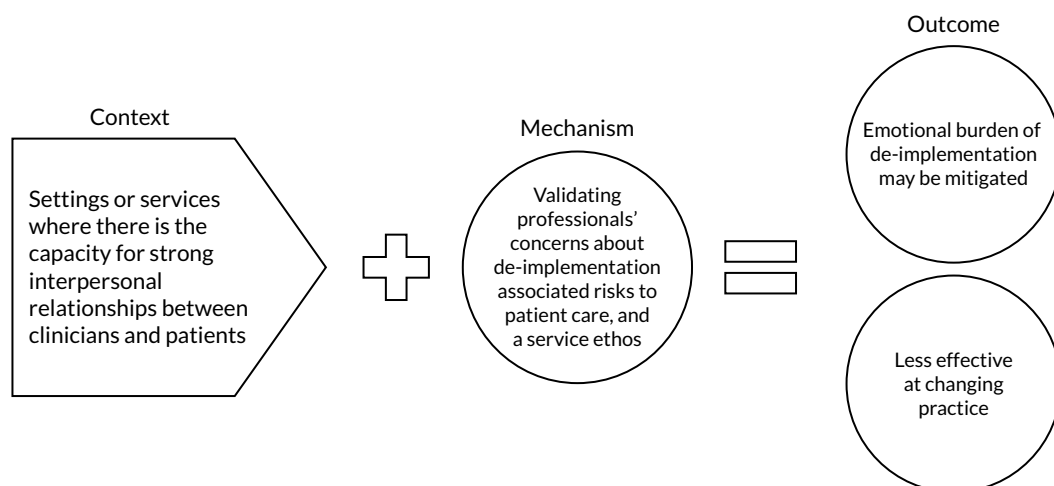 Context
Settings or services
where there is the
capacity for strong
interpersonal
relationships between
clinicians and patients
Mechanism
Validating
professionals’
concerns about
de-implementation
associated risks to
patient care, and
a service ethos
Outcome
Emotional burden of
de-implementation
may be mitigated
Less effective
at changing
practice